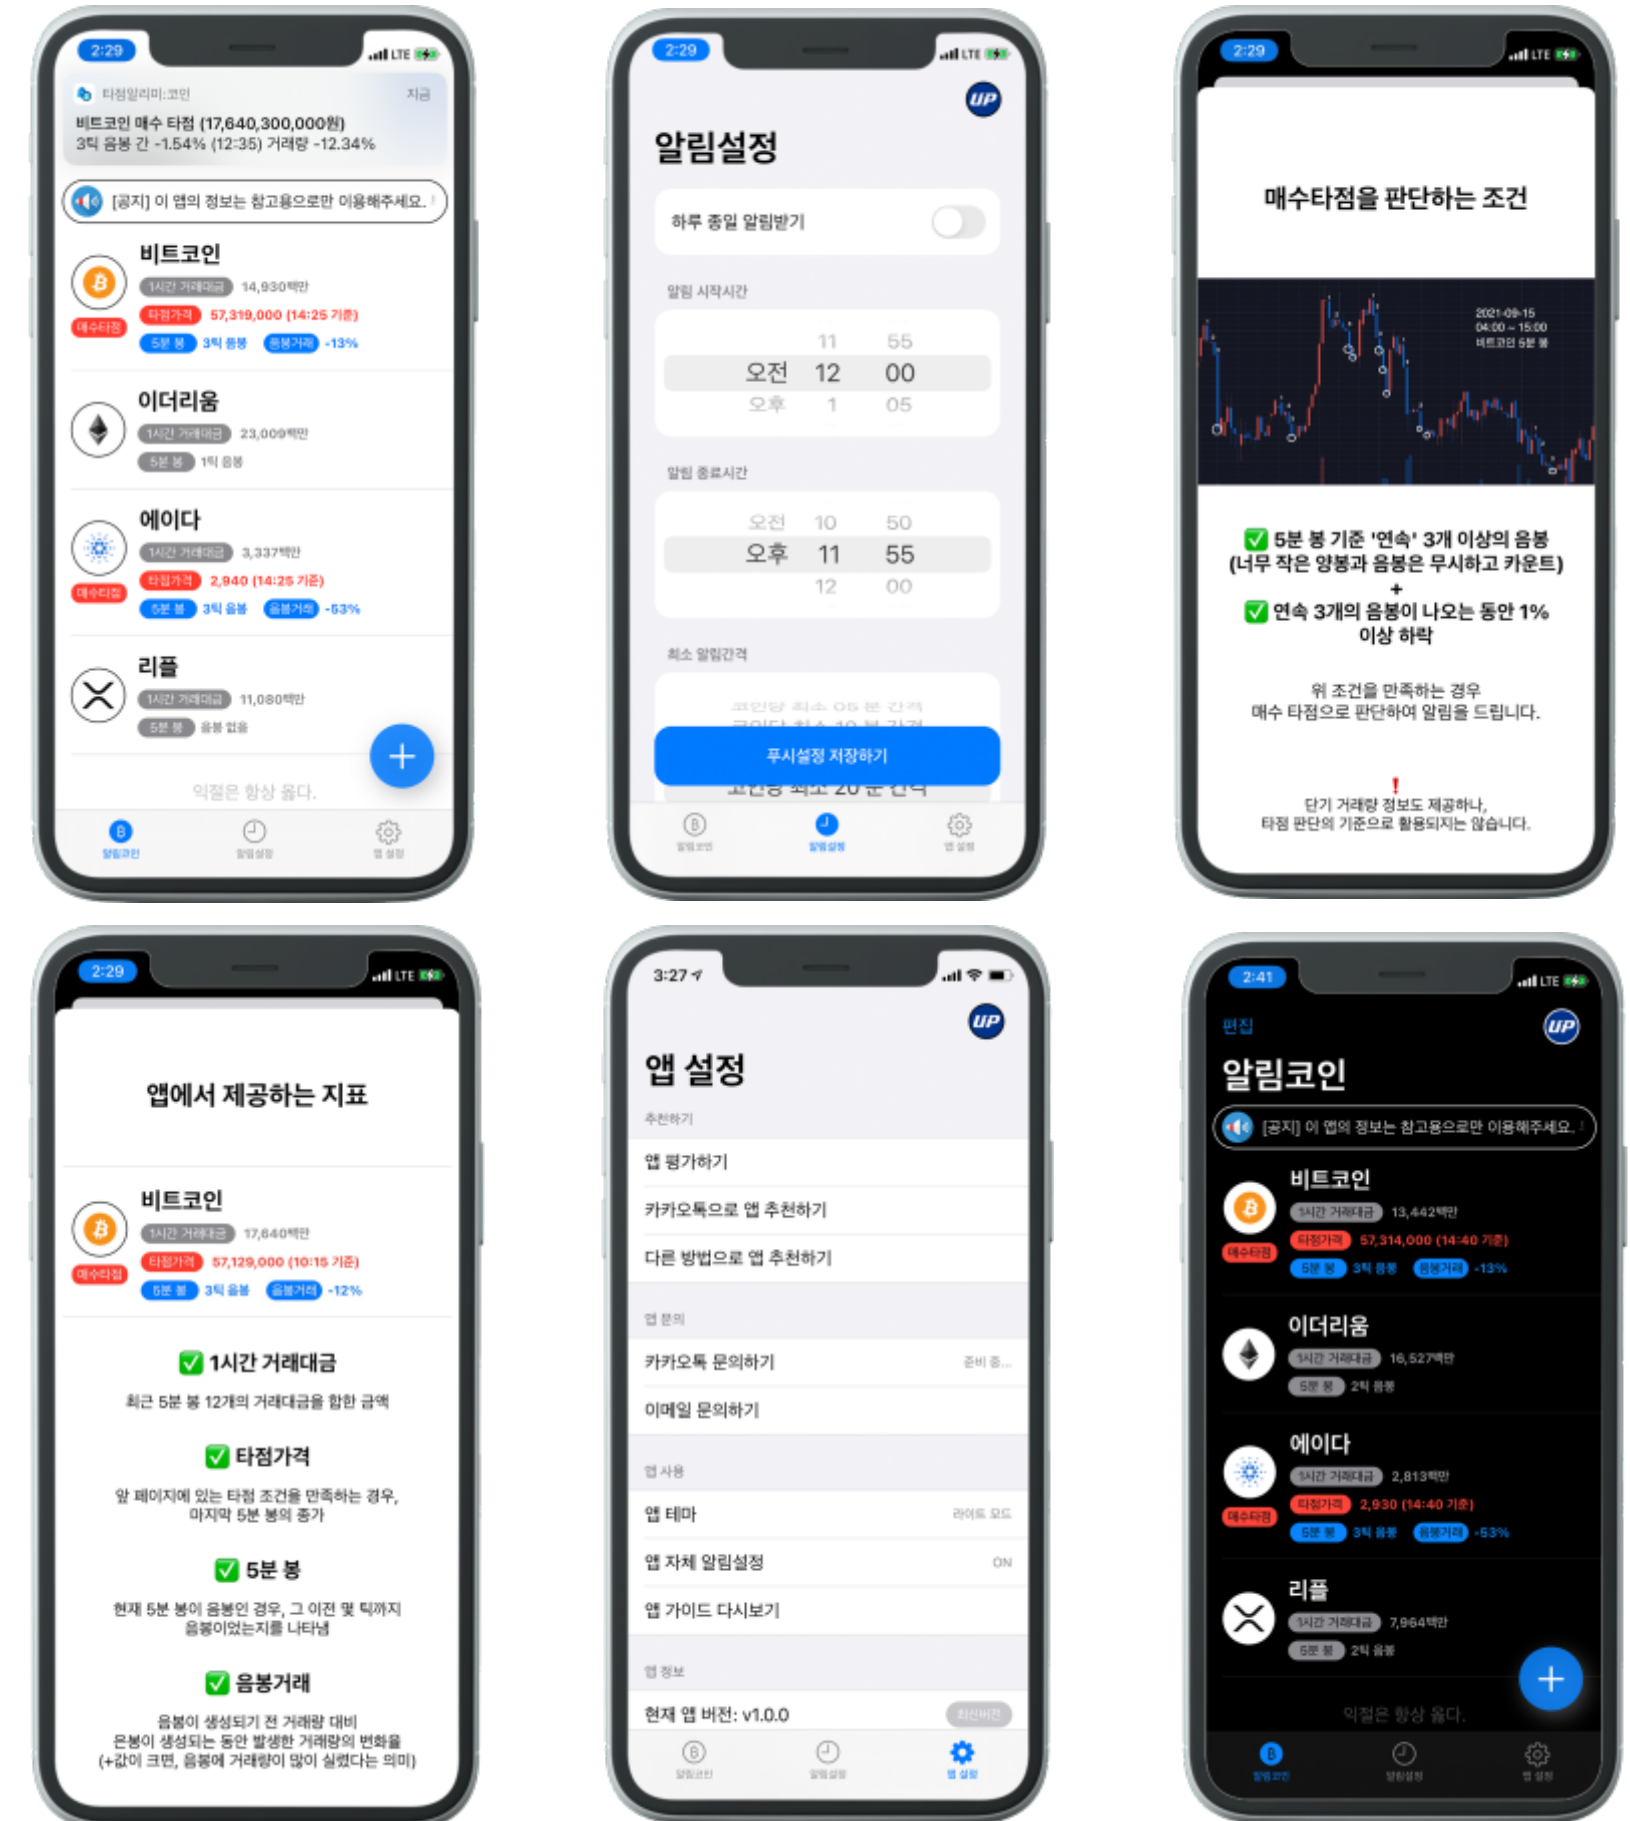 2:29
LTE
타점알리미:코인 지금
비트코인 매수 타점 (17,640,300,000원)
3틱 음봉 간 -1.54% (12:35) 거래량 -12.34%
[공지] 이 앱의 정보는 참고용으로만 이용해주세요.
비트코인
1시간 거래대금 14,930백만
매수타점
타점가격 57,319,000 (14:25 기준)
5분 봉 3틱 음봉 음봉거래 -13%
이더리움
1시간 거래대금 23,009백만
5분 봉 1틱 음봉
에이다
1시간 거래대금 3,337백만
매수타점
타점가격 2,940 (14:25 기준)
5분 봉 3틱 음봉 음봉거래 -53%
리플
1시간 거래대금 11,080백만
5분 봉 음봉 없음
익절은 항상 옳다.
알림코인 알림설정 앱 설정
2:29
LTE
UP
알림설정
하루 종일 알림받기
알림 시작시간
11 55
오전 12 00
오후 1 05
알림 종료시간
오전 10 50
오후 11 55
12 00
최소 알림간격
코인당 최소 05 분 간격
코인당 최소 10 분 간격
푸시설정 저장하기
코인당 최소 20 분 간격
알림코인 알림설정 앱 설정
2:29
LTE
매수타점을 판단하는 조건
2021-09-15
04:00 ~ 15:00
비트코인 5분 봉
✅ 5분 봉 기준 '연속' 3개 이상의 음봉
(너무 작은 양봉과 음봉은 무시하고 카운트)
+
✅ 연속 3개의 음봉이 나오는 동안 1%
이상 하락
위 조건을 만족하는 경우
매수 타점으로 판단하여 알림을 드립니다.
❗
단기 거래량 정보도 제공하나,
타점 판단의 기준으로 활용되지는 않습니다.
2:29
LTE
앱에서 제공하는 지표
비트코인
1시간 거래대금 17,640백만
매수타점
타점가격 57,129,000 (10:15 기준)
5분 봉 3틱 음봉 음봉거래 -12%
✅ 1시간 거래대금
최근 5분 봉 12개의 거래대금을 합한 금액
✅ 타점가격
앞 페이지에 있는 타점 조건을 만족하는 경우,
마지막 5분 봉의 종가
✅ 5분 봉
현재 5분 봉이 음봉인 경우, 그 이전 몇 틱까지
음봉이었는지를 나타냄
✅ 음봉거래
음봉이 생성되기 전 거래량 대비
은봉이 생성되는 동안 발생한 거래량의 변화율
(+값이 크면, 음봉에 거래량이 많이 실렸다는 의미)
3:27
UP
앱 설정
추천하기
앱 평가하기
카카오톡으로 앱 추천하기
다른 방법으로 앱 추천하기
앱 문의
카카오톡 문의하기 준비 중...
이메일 문의하기
앱 사용
앱 테마 라이트 모드
앱 자체 알림설정 ON
앱 가이드 다시보기
앱 정보
현재 앱 버전: v1.0.0 최신버전
알림코인 알림설정 앱 설정
2:41
LTE
편집
UP
알림코인
[공지] 이 앱의 정보는 참고용으로만 이용해주세요.
비트코인
1시간 거래대금 13,442백만
매수타점
타점가격 57,314,000 (14:40 기준)
5분 봉 3틱 음봉 음봉거래 -13%
이더리움
1시간 거래대금 16,527백만
5분 봉 2틱 음봉
에이다
1시간 거래대금 2,813백만
매수타점
타점가격 2,930 (14:40 기준)
5분 봉 3틱 음봉 음봉거래 -53%
리플
1시간 거래대금 7,964백만
5분 봉 2틱 음봉
익절은 항상 옳다.
알림코인 알림설정 앱 설정